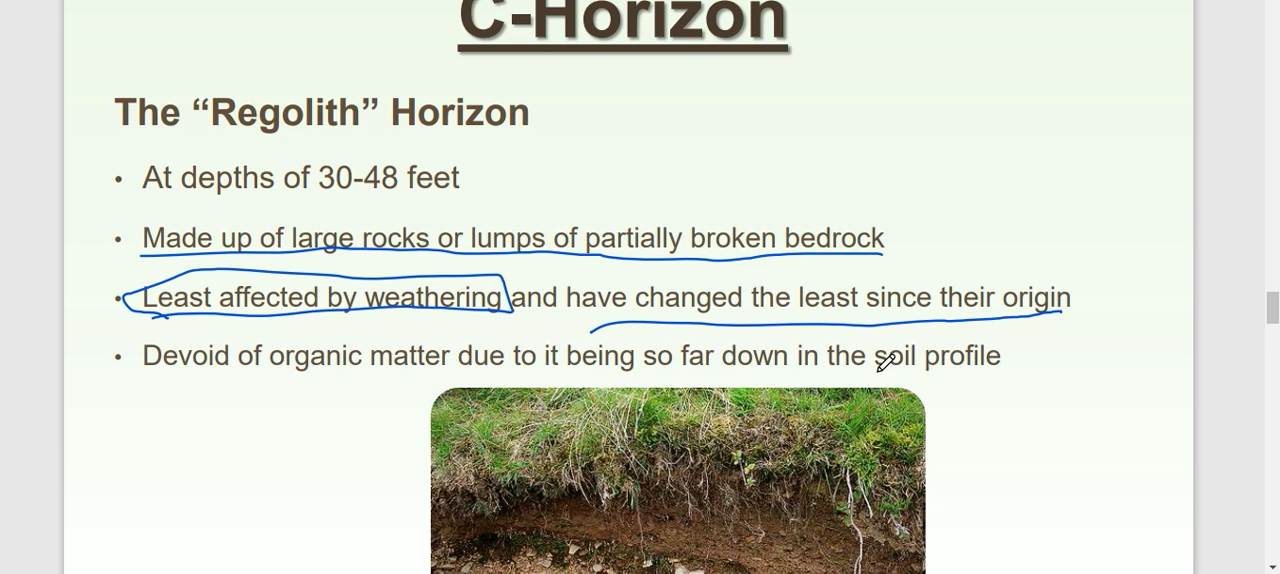 C-Horizon
The “Regolith” Horizon
• At depths of 30-48 feet
• Made up of large rocks or lumps of partially broken bedrock
• Least affected by weathering and have changed the least since their origin
• Devoid of organic matter due to it being so far down in the soil profile